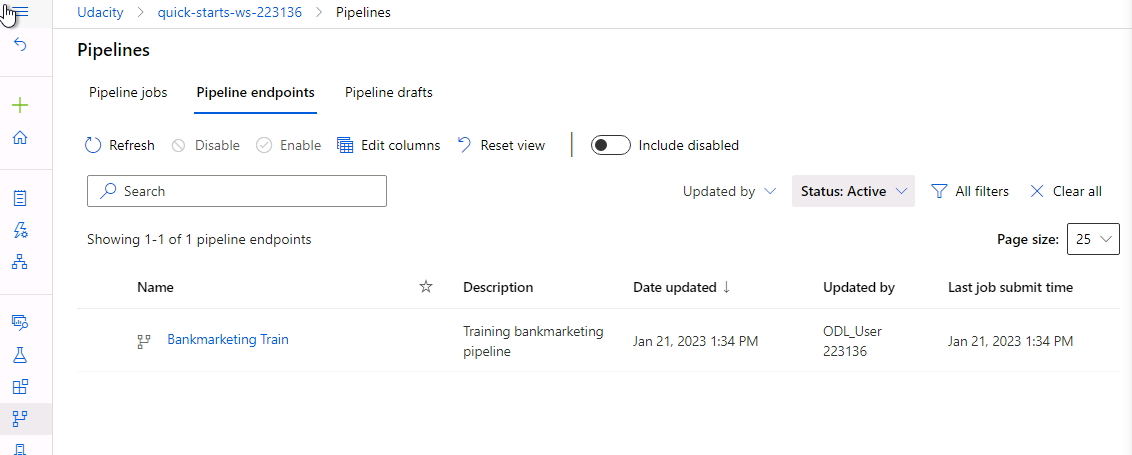 Udacity > quick-starts-ws-223136 > Pipelines
Pipelines
Pipeline jobs Pipeline endpoints Pipeline drafts
Refresh Disable Enable Edit columns Reset view Include disabled
Search Updated by Status: Active All filters Clear all
Showing 1-1 of 1 pipeline endpoints Page size: 25
Name Description Date updated ↓ Updated by Last job submit time
Bankmarketing Train Training bankmarketing pipeline Jan 21, 2023 1:34 PM ODL_User 223136 Jan 21, 2023 1:34 PM